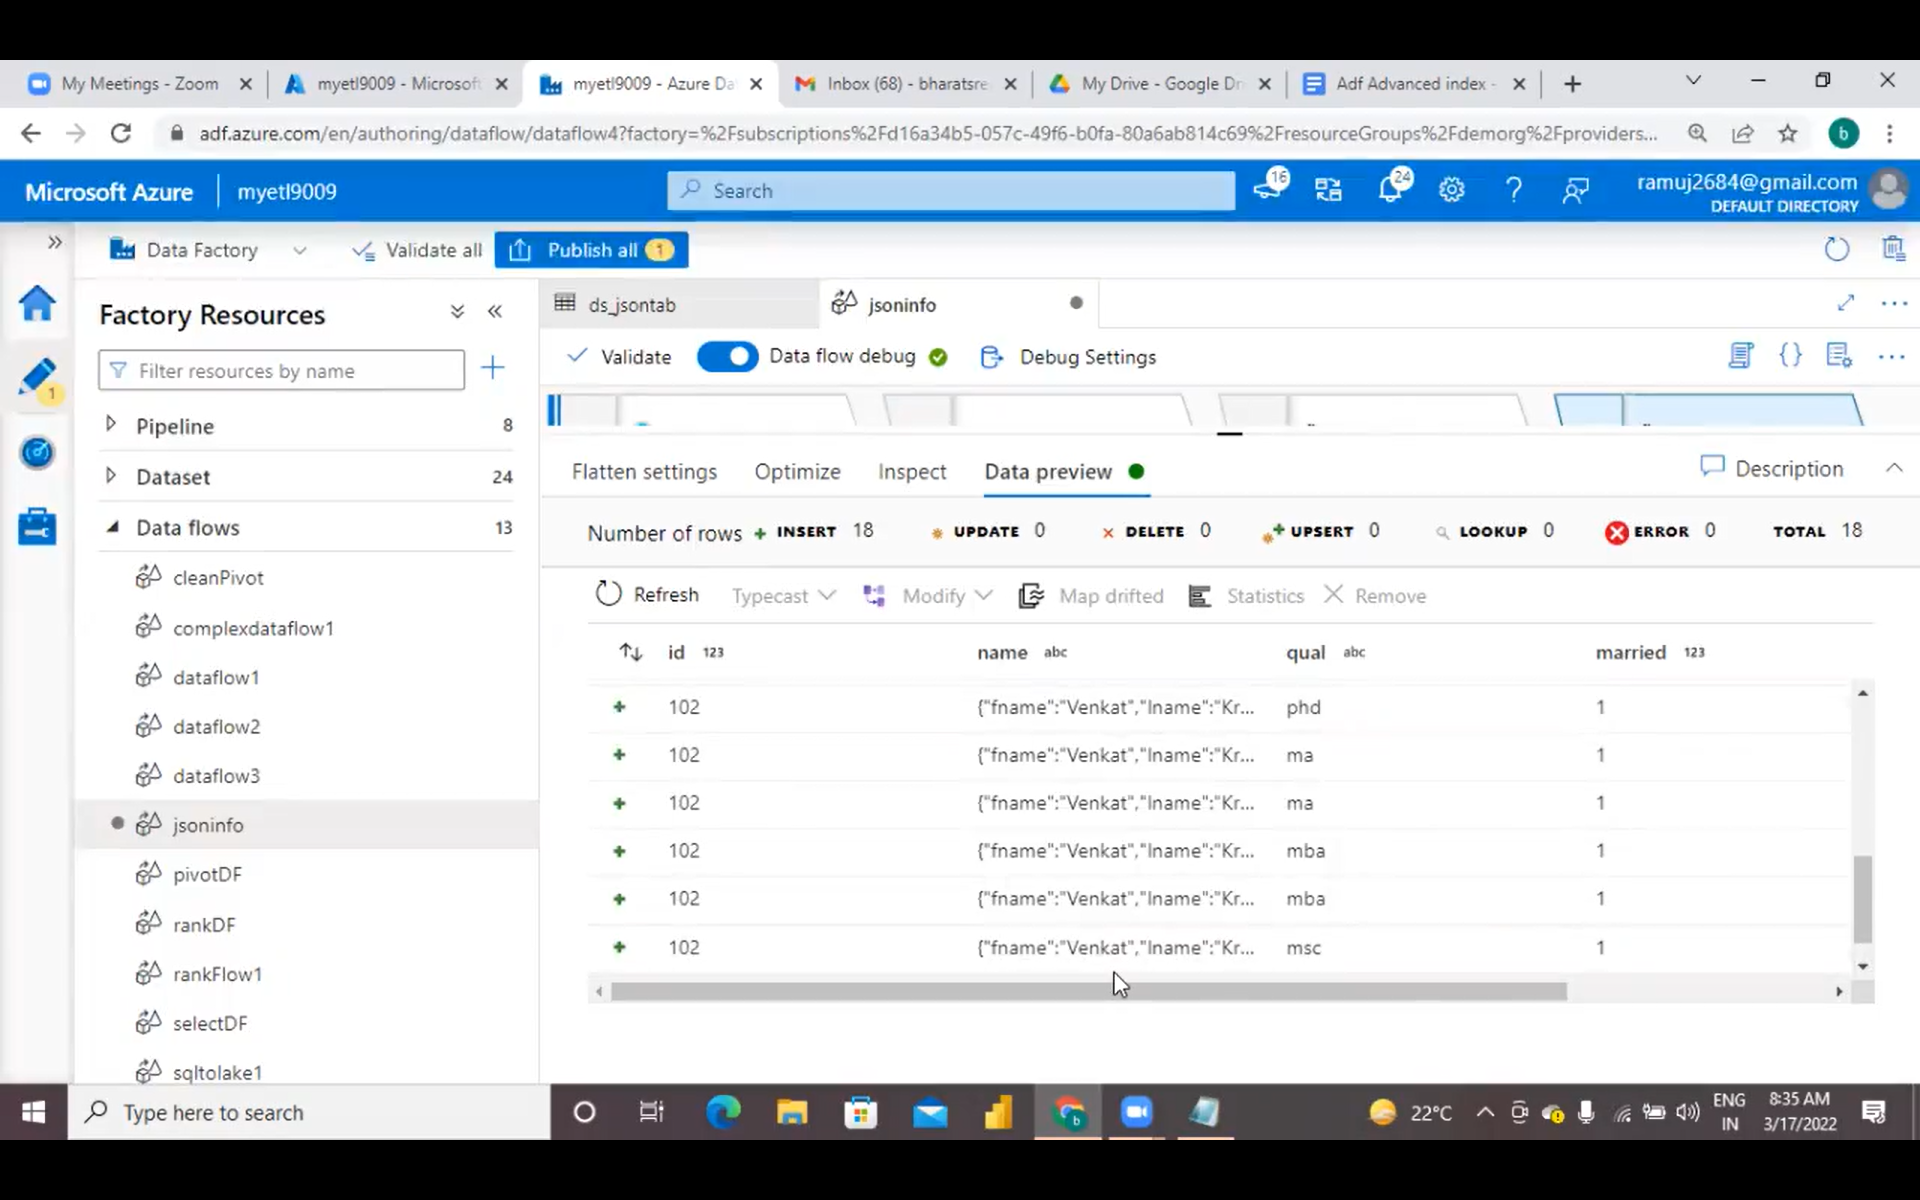 My Meetings - Zoom
myetl9009 - Microsoft
myetl9009 - Azure Da
Inbox (68) - bharatsre
My Drive - Google Dr
Adf Advanced index -
adf.azure.com/en/authoring/dataflow/dataflow4?factory=%2Fsubscriptions%2Fd16a34b5-057c-49f6-b0fa-80a6ab814c69%2FresourceGroups%2Fdemorg%2Fproviders...
b
Microsoft Azure
myetl9009
Search
16
24
ramuj2684@gmail.com
DEFAULT DIRECTORY
Data Factory
Validate all
Publish all 1
Factory Resources
ds_jsontab
jsoninfo
Filter resources by name
Validate
Data flow debug
Debug Settings
1
Pipeline 8
Dataset 24
Data flows 13
cleanPivot
complexdataflow1
dataflow1
dataflow2
dataflow3
jsoninfo
pivotDF
rankDF
rankFlow1
selectDF
sqltolake1
Flatten settings
Optimize
Inspect
Data preview
Description
Number of rows INSERT 18 UPDATE 0 DELETE 0 UPSERT 0 LOOKUP 0 ERROR 0 TOTAL 18
Refresh Typecast Modify Map drifted Statistics Remove
id 123 name abc qual abc married 123
102 {"fname":"Venkat","lname":"Kr... phd 1
102 {"fname":"Venkat","lname":"Kr... ma 1
102 {"fname":"Venkat","lname":"Kr... ma 1
102 {"fname":"Venkat","lname":"Kr... mba 1
102 {"fname":"Venkat","lname":"Kr... mba 1
102 {"fname":"Venkat","lname":"Kr... msc 1
Type here to search
22°C
ENG
IN
8:35 AM
3/17/2022